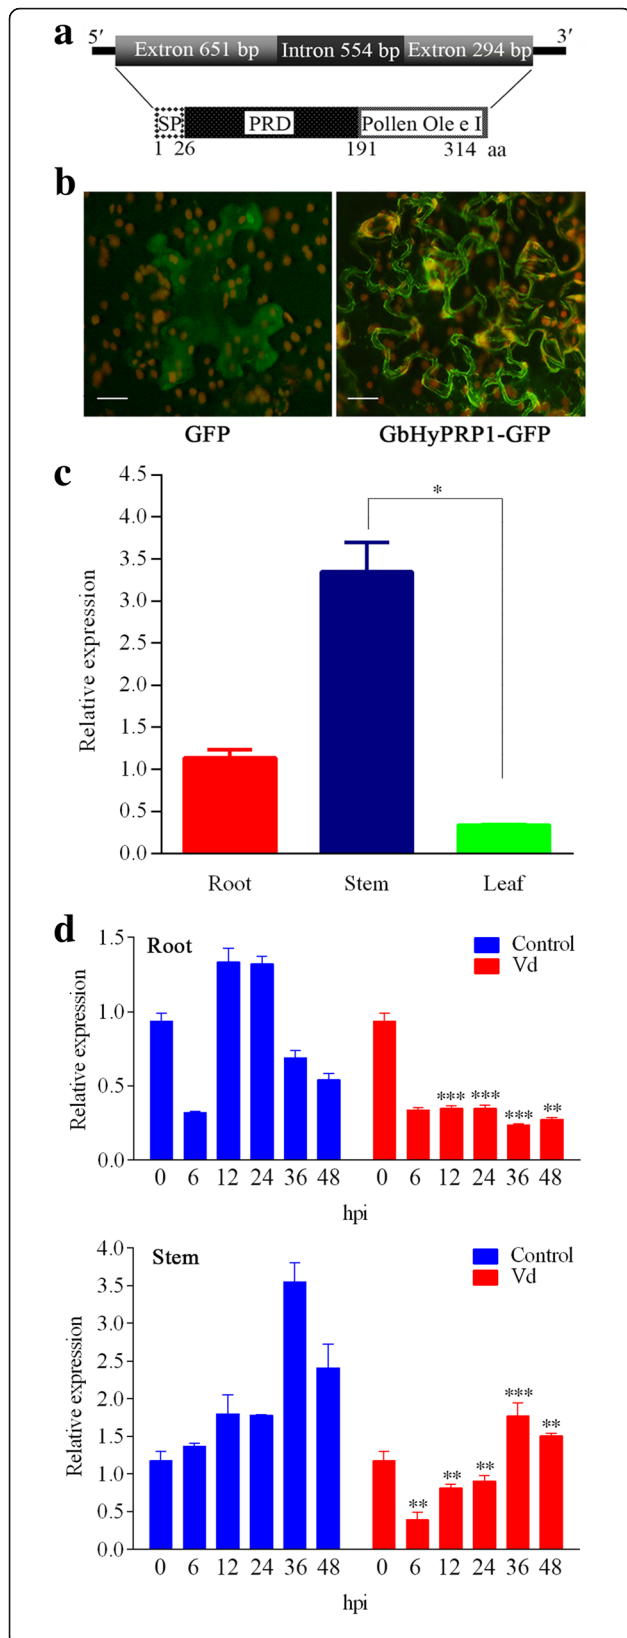 a
5′ Extron 651 bp Intron 554 bp Extron 294 bp 3′
SP PRD Pollen Ole e I
1 26 191 314 aa
b
GFP GbHyPRP1-GFP
c
Relative expression
4.5
4.0
3.5
3.0
2.5
2.0
1.5
1.0
0.5
0.0
*
Root Stem Leaf
d
Root
Control
Vd
Relative expression
1.5
1.0
0.5
0.0
*** *** *** **
0 6 12 24 36 48 0 6 12 24 36 48
hpi
Stem
Control
Vd
Relative expression
4.0
3.5
3.0
2.5
2.0
1.5
1.0
0.5
0.0
** ** ** *** **
0 6 12 24 36 48 0 6 12 24 36 48
hpi